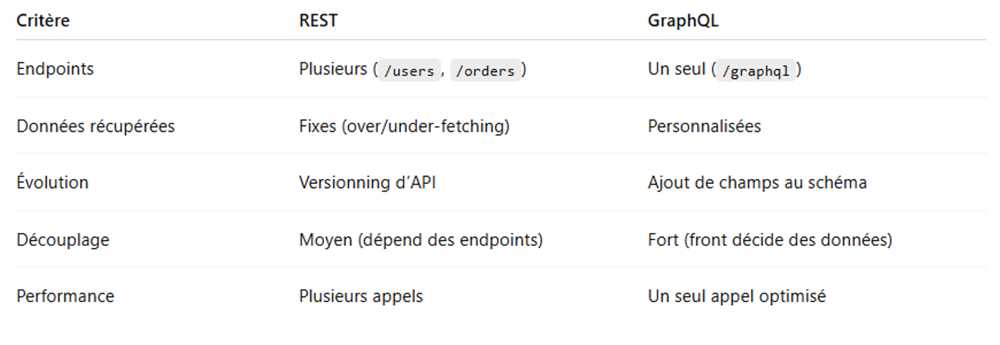 Critère REST GraphQL
Endpoints Plusieurs ( /users , /orders ) Un seul ( /graphql )
Données récupérées Fixes (over/under-fetching) Personnalisées
Évolution Versionning d’API Ajout de champs au schéma
Découplage Moyen (dépend des endpoints) Fort (front décide des données)
Performance Plusieurs appels Un seul appel optimisé